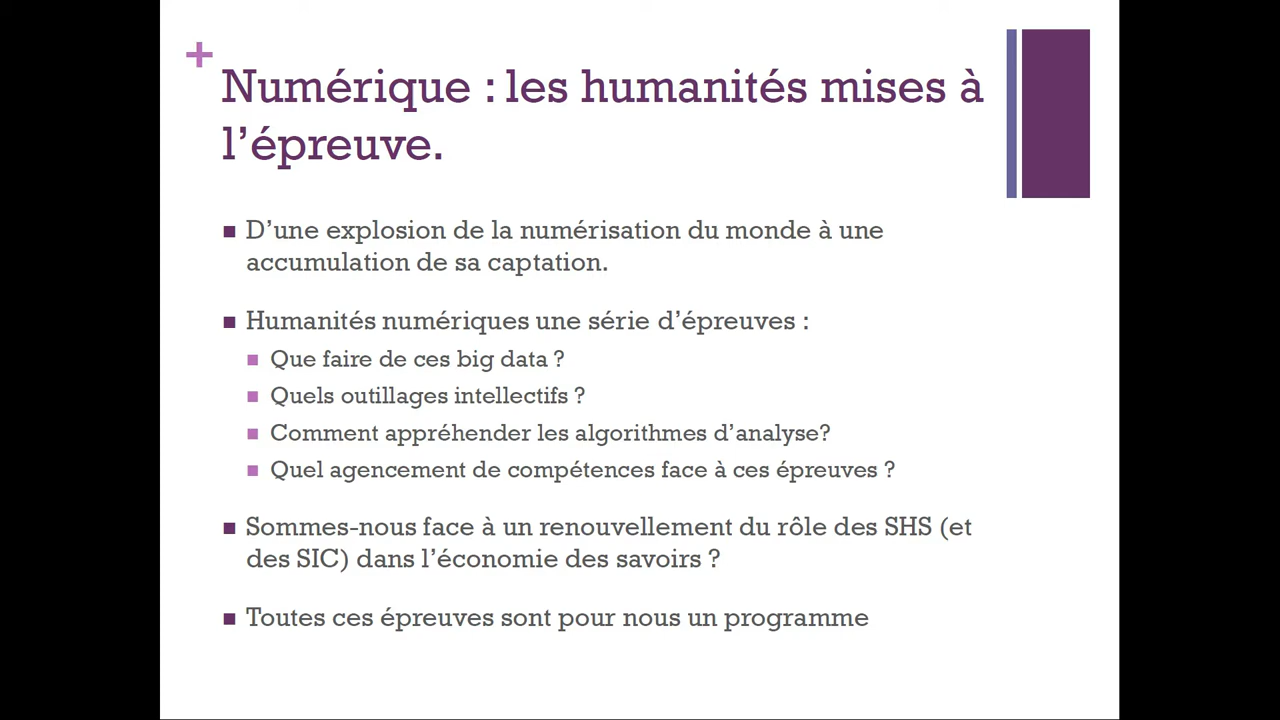 Numérique : les humanités mises à
l’épreuve.
D’une explosion de la numérisation du monde à une
accumulation de sa captation.
Humanités numériques une série d’épreuves :
Que faire de ces big data ?
Quels outillages intellectifs ?
Comment appréhender les algorithmes d’analyse?
Quel agencement de compétences face à ces épreuves ?
Sommes-nous face à un renouvellement du rôle des SHS (et
des SIC) dans l’économie des savoirs ?
Toutes ces épreuves sont pour nous un programme